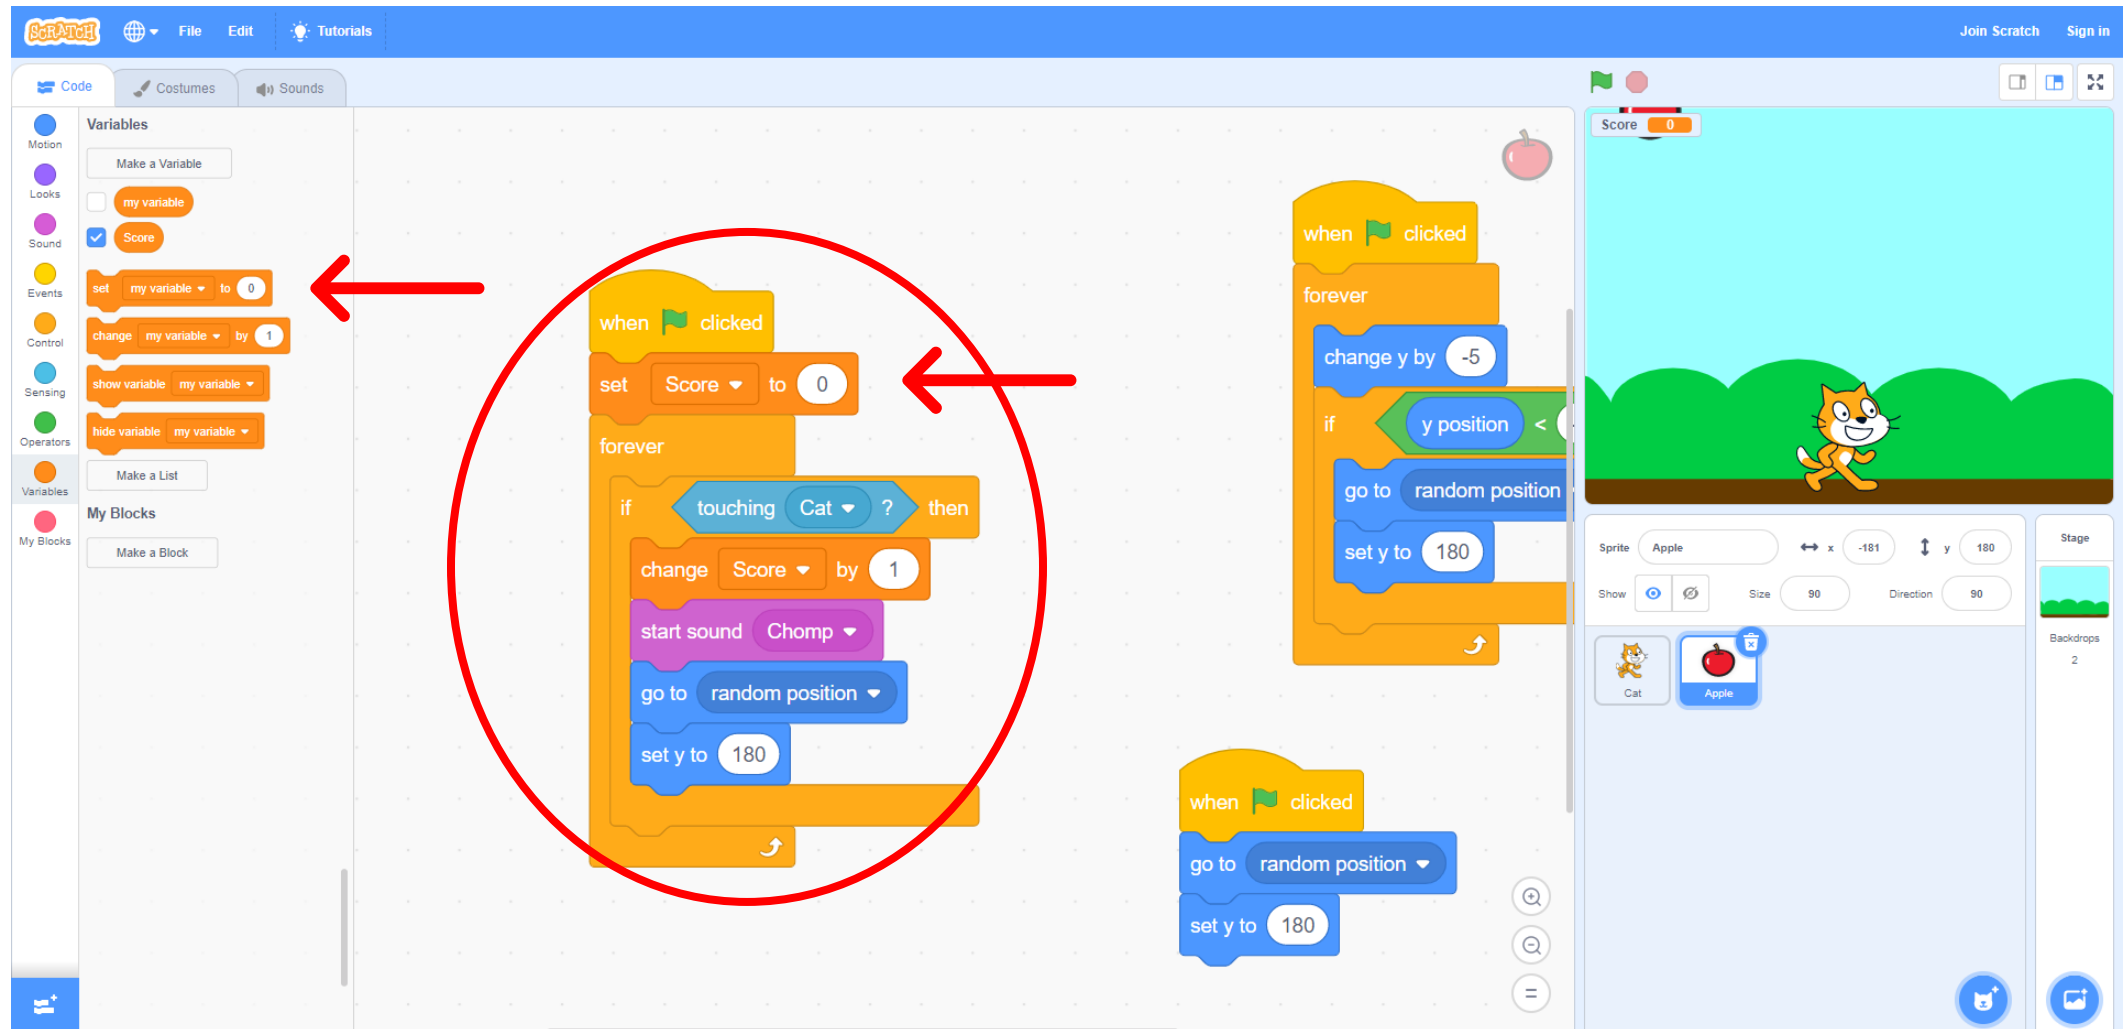 SCRATCH File Edit Tutorials Join Scratch Sign in
Code Costumes Sounds
Motion
Looks
Sound
Events
Control
Sensing
Operators
Variables
My Blocks
Variables
Make a Variable
my variable
Score
set my variable to 0
change my variable by 1
show variable my variable
hide variable my variable
Make a List
My Blocks
Make a Block
when clicked
set Score to 0
forever
if touching Cat ? then
change Score by 1
start sound Chomp
go to random position
set y to 180
when clicked
forever
change y by -5
if y position <
go to random position
set y to 180
when clicked
go to random position
set y to 180
Score 0
Sprite Apple x -181 y 180
Show Size 90 Direction 90
Cat
Apple
Stage
Backdrops
2